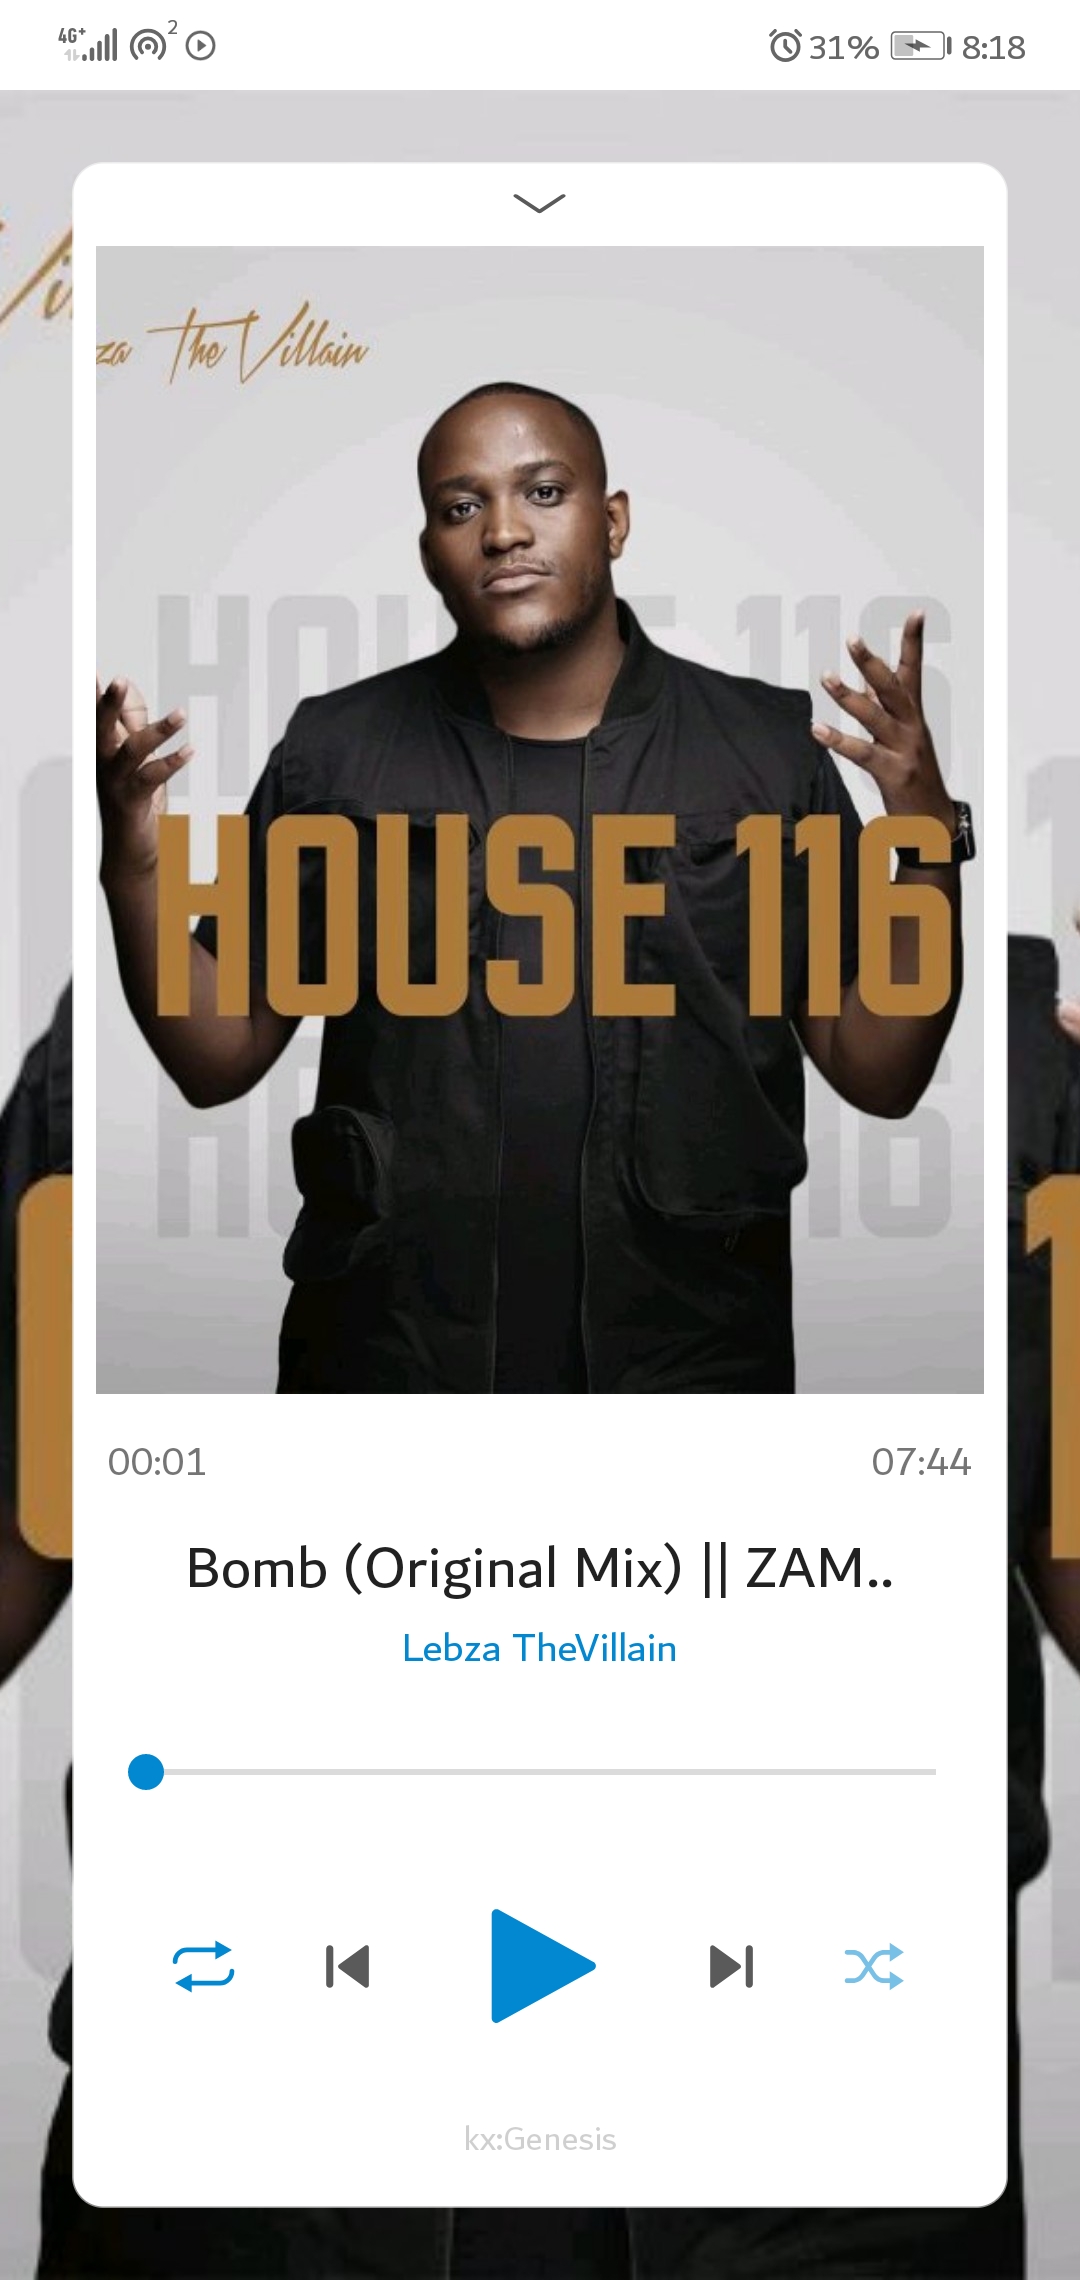 4G+ 2 31% 8:18
za The Villain
HOUSE 116
00:01 07:44
Bomb (Original Mix) || ZAM..
Lebza TheVillain
kx:Genesis